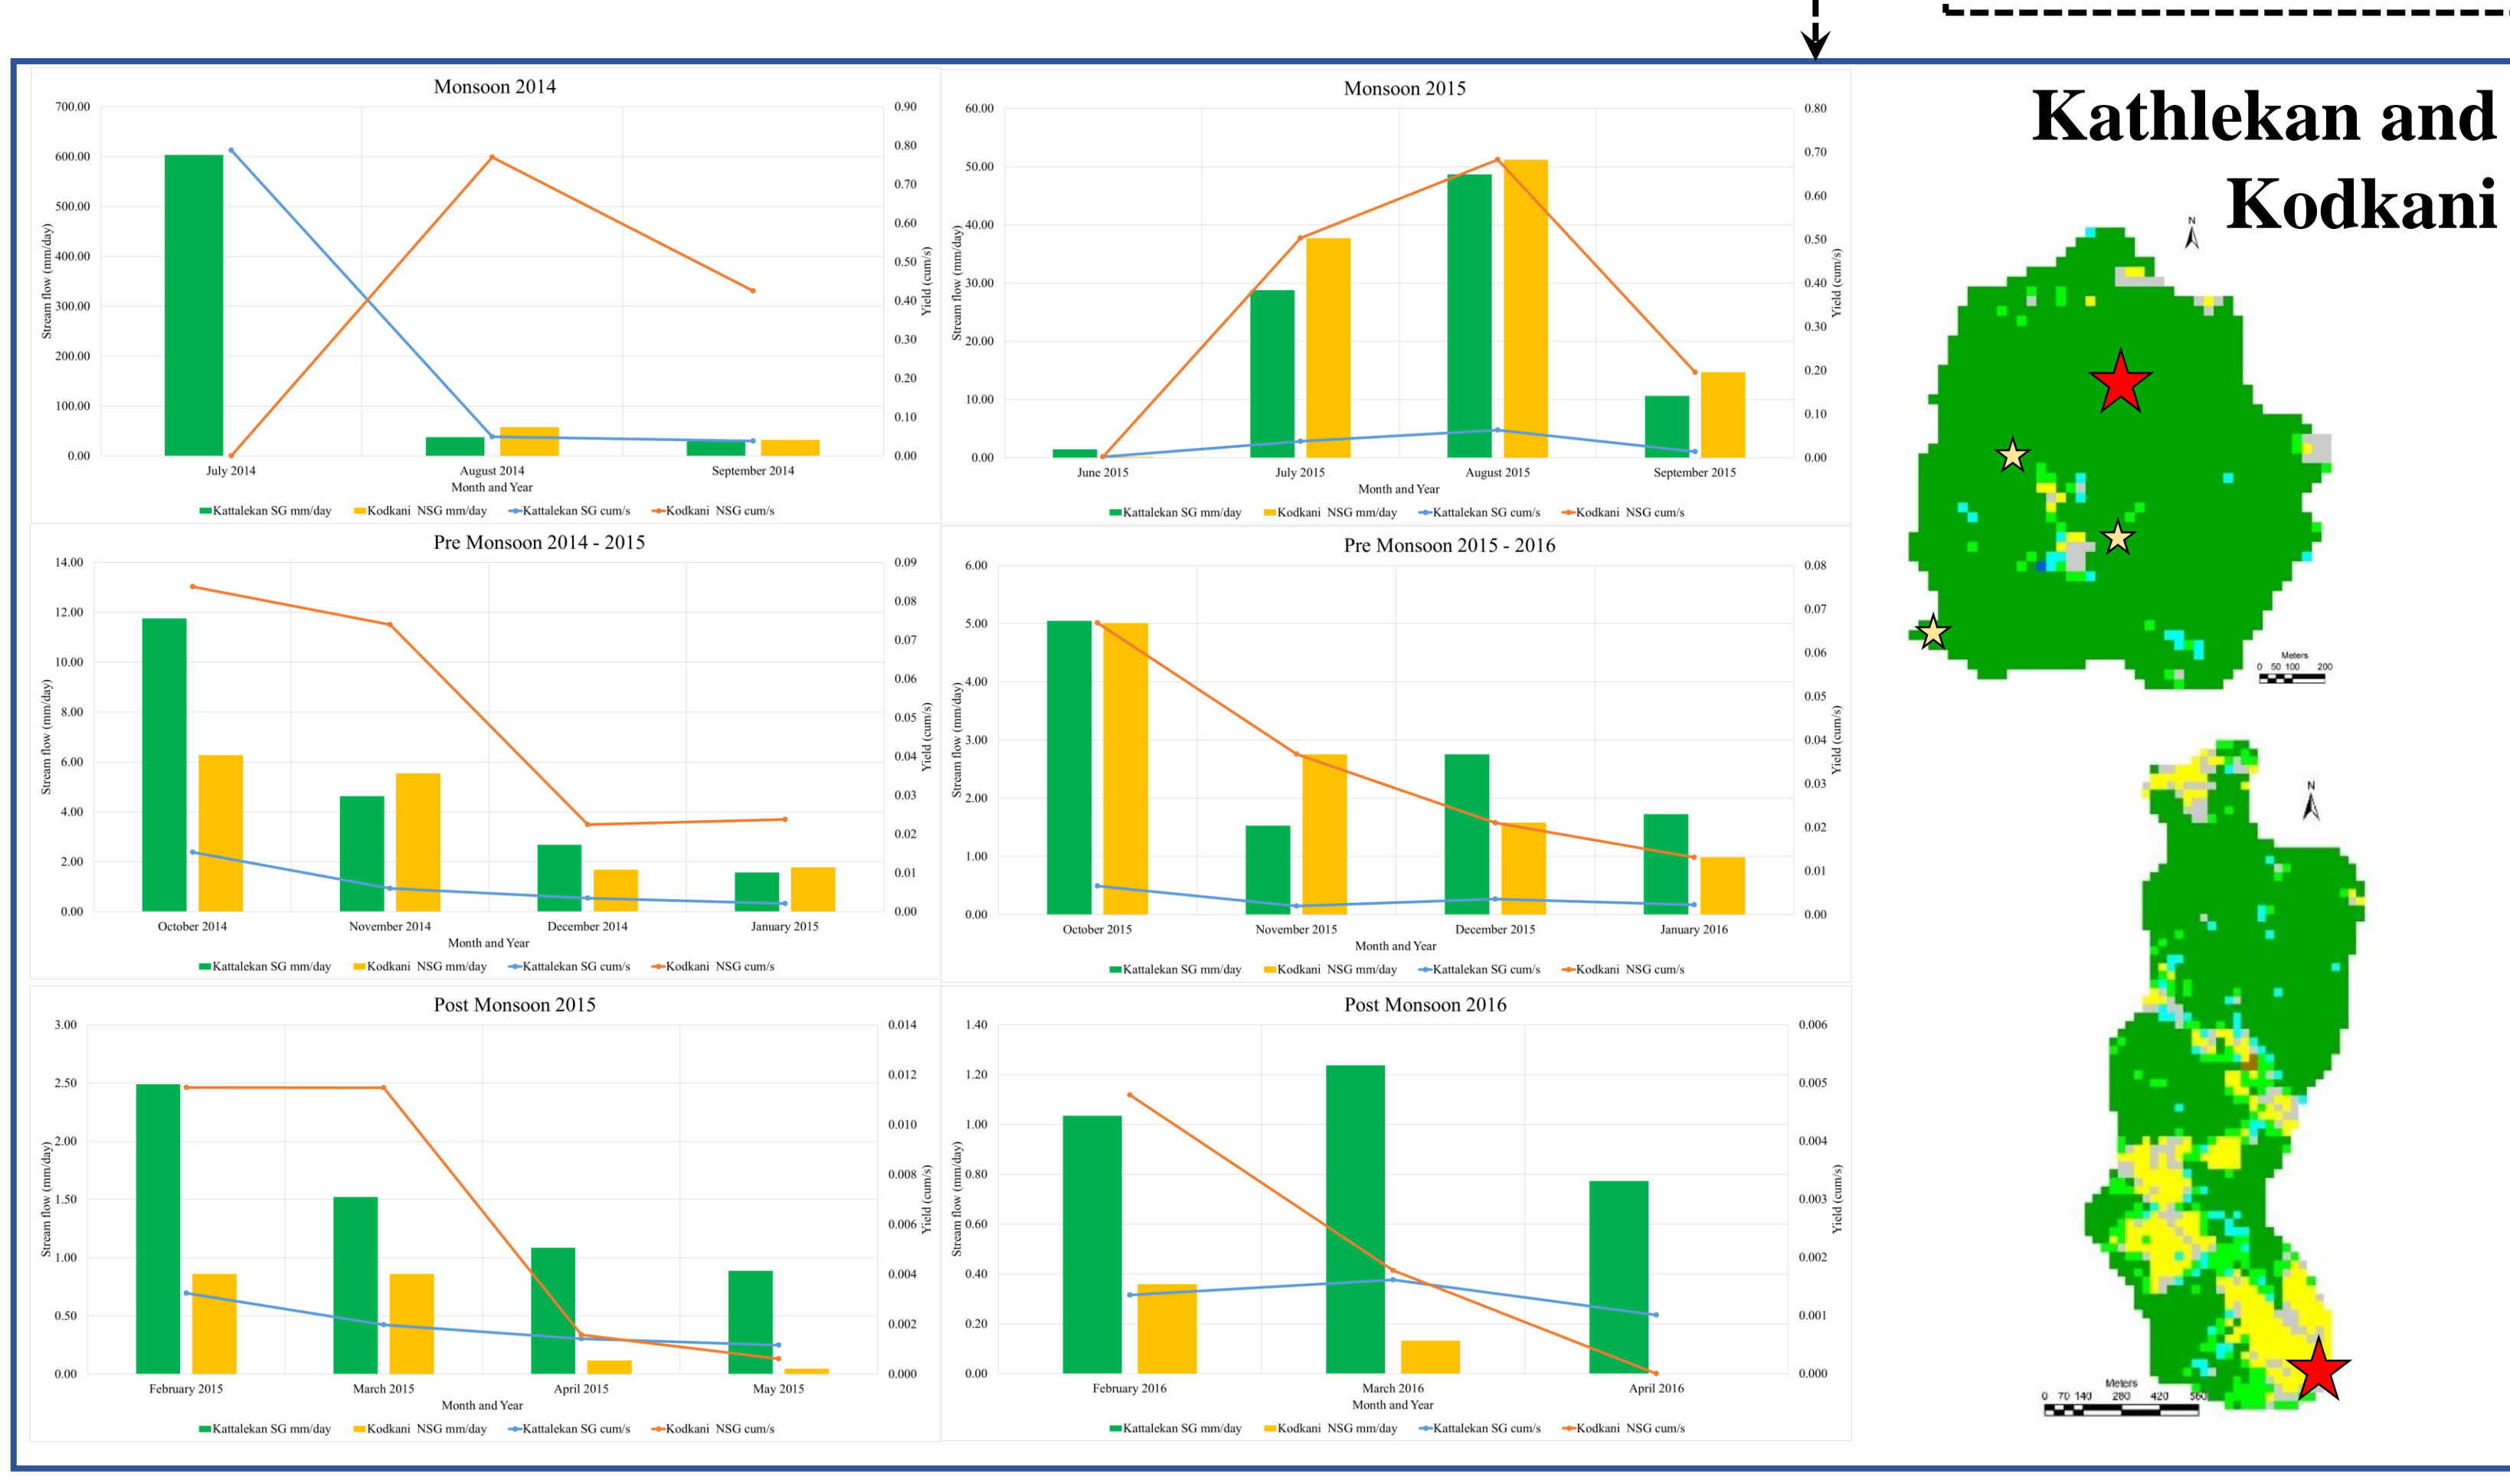 Monsoon 2014
700.00
600.00
500.00
400.00
300.00
200.00
100.00
0.00
Stream flow (mm/day)
0.90
0.80
0.70
0.60
0.50
0.40
0.30
0.20
0.10
0.00
Yield (cum/s)
July 2014 August 2014 September 2014
Month and Year
Kattalekan SG mm/day Kodkani NSG mm/day Kattalekan SG cum/s Kodkani NSG cum/s
Monsoon 2015
60.00
50.00
40.00
30.00
20.00
10.00
0.00
Stream flow (mm/day)
0.80
0.70
0.60
0.50
0.40
0.30
0.20
0.10
0.00
Yield (cum/s)
June 2015 July 2015 August 2015 September 2015
Month and Year
Kattalekan SG mm/day Kodkani NSG mm/day Kattalekan SG cum/s Kodkani NSG cum/s
Pre Monsoon 2014 - 2015
14.00
12.00
10.00
8.00
6.00
4.00
2.00
0.00
Stream flow (mm/day)
0.09
0.08
0.07
0.06
0.05
0.04
0.03
0.02
0.01
0.00
Yield (cum/s)
October 2014 November 2014 December 2014 January 2015
Month and Year
Kattalekan SG mm/day Kodkani NSG mm/day Kattalekan SG cum/s Kodkani NSG cum/s
Pre Monsoon 2015 - 2016
6.00
5.00
4.00
3.00
2.00
1.00
0.00
Stream flow (mm/day)
0.08
0.07
0.06
0.05
0.04
0.03
0.02
0.01
0.00
Yield (cum/s)
October 2015 November 2015 December 2015 January 2016
Month and Year
Kattalekan SG mm/day Kodkani NSG mm/day Kattalekan SG cum/s Kodkani NSG cum/s
Post Monsoon 2015
3.00
2.50
2.00
1.50
1.00
0.50
0.00
Stream flow (mm/day)
0.014
0.012
0.010
0.008
0.006
0.004
0.002
0.000
Yield (cum/s)
February 2015 March 2015 April 2015 May 2015
Month and Year
Kattalekan SG mm/day Kodkani NSG mm/day Kattalekan SG cum/s Kodkani NSG cum/s
Post Monsoon 2016
1.40
1.20
1.00
0.80
0.60
0.40
0.20
0.00
Stream flow (mm/day)
0.006
0.005
0.004
0.003
0.002
0.001
0.000
Yield (cum/s)
February 2016 March 2016 April 2016
Month and Year
Kattalekan SG mm/day Kodkani NSG mm/day Kattalekan SG cum/s Kodkani NSG cum/s
Kathlekan and
Kodkani
N
Meters
0 50 100 200
N
Meters
0 70 140 280 420 560